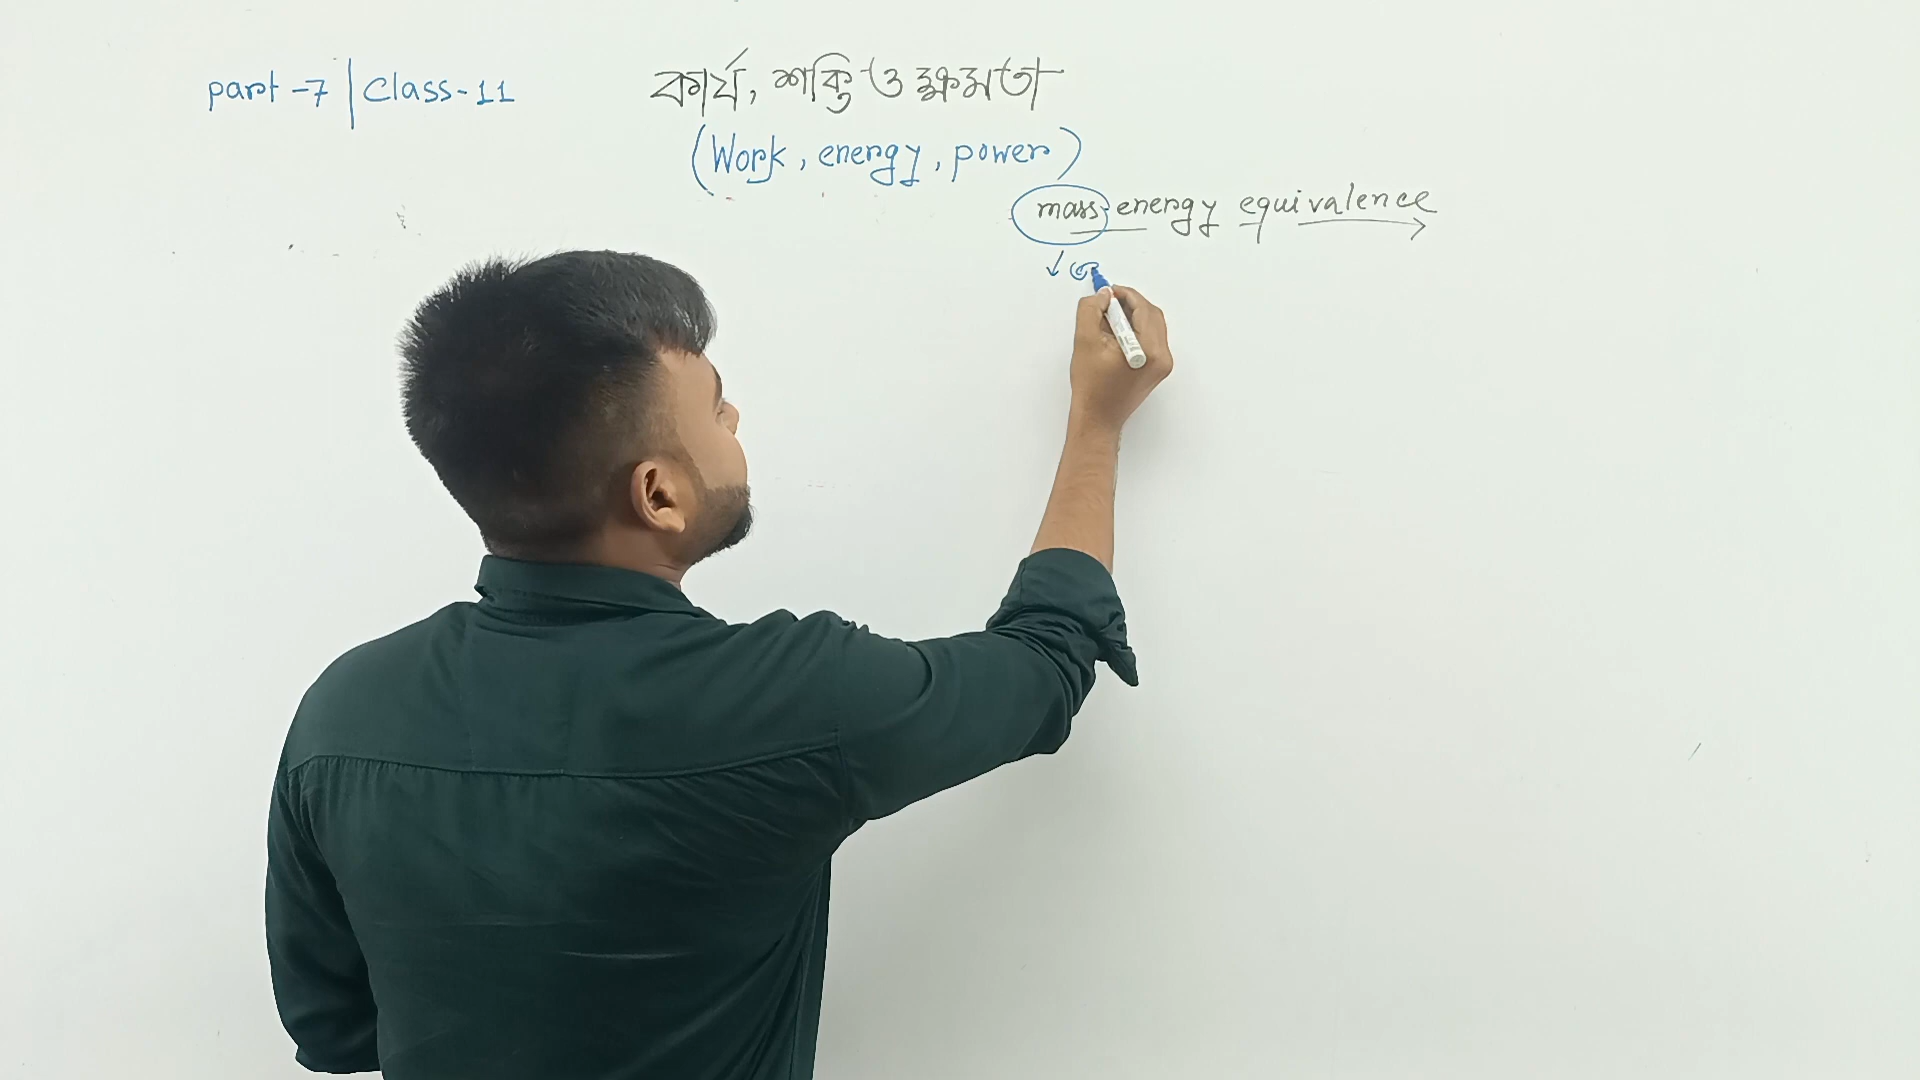 part-7 | Class-11
কার্য, শক্তি ও ক্ষমতা
(Work, energy, power)
mass-energy equivalence